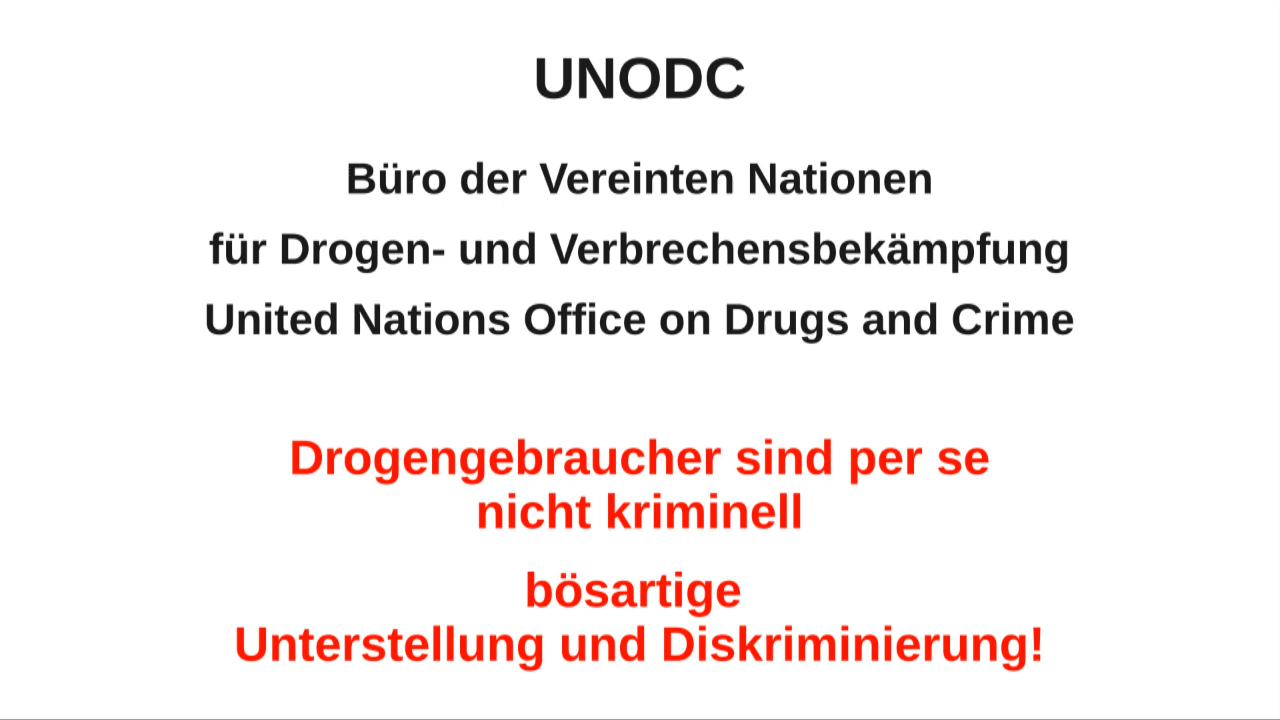 UNODC
Büro der Vereinten Nationen
für Drogen- und Verbrechensbekämpfung
United Nations Office on Drugs and Crime
Drogengebraucher sind per se
nicht kriminell
bösartige
Unterstellung und Diskriminierung!